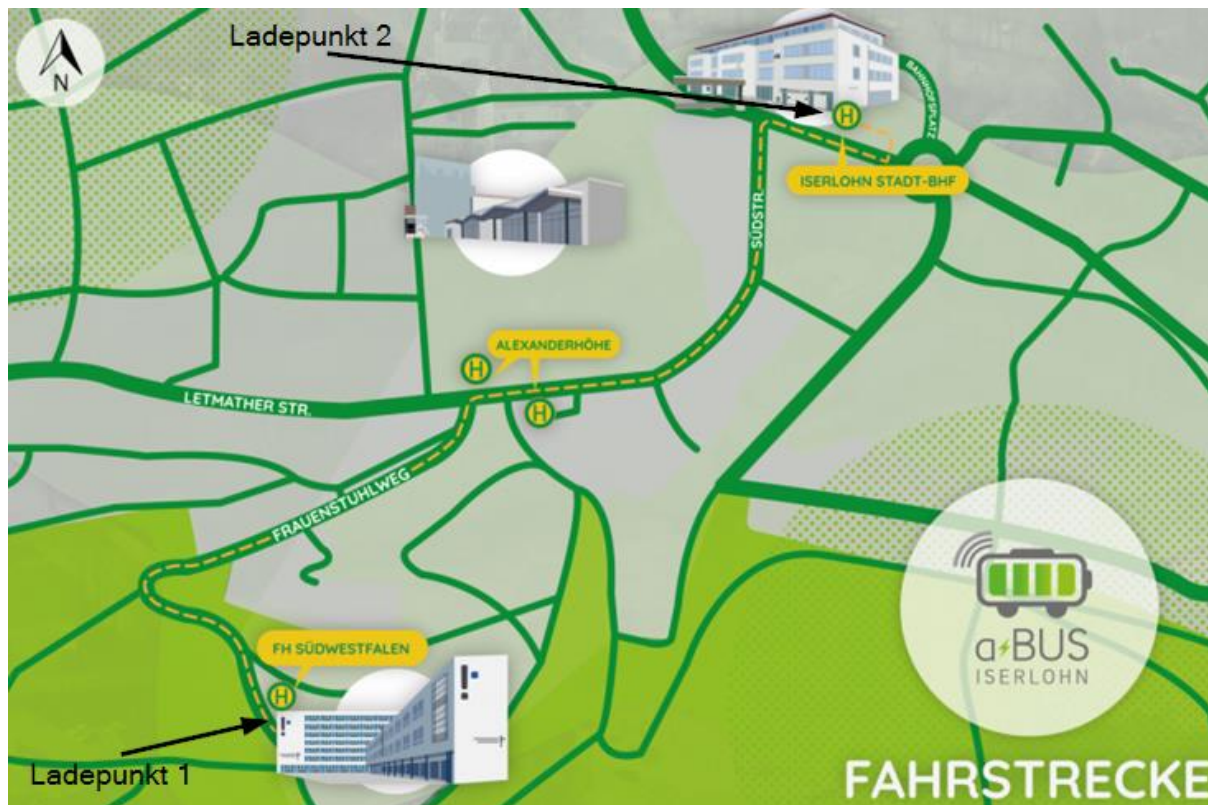 Ladepunkt 2
N
BAHNHOFSPLATZ
H
ISERLOHN STADT-BHF
SÜDSTR.
ALEXANDERHÖHE
H
H
LETMATHER STR.
FRAUENSTUHLWEG
FH SÜDWESTFALEN
H
Ladepunkt 1
a BUS
ISERLOHN
FAHRSTRECKE